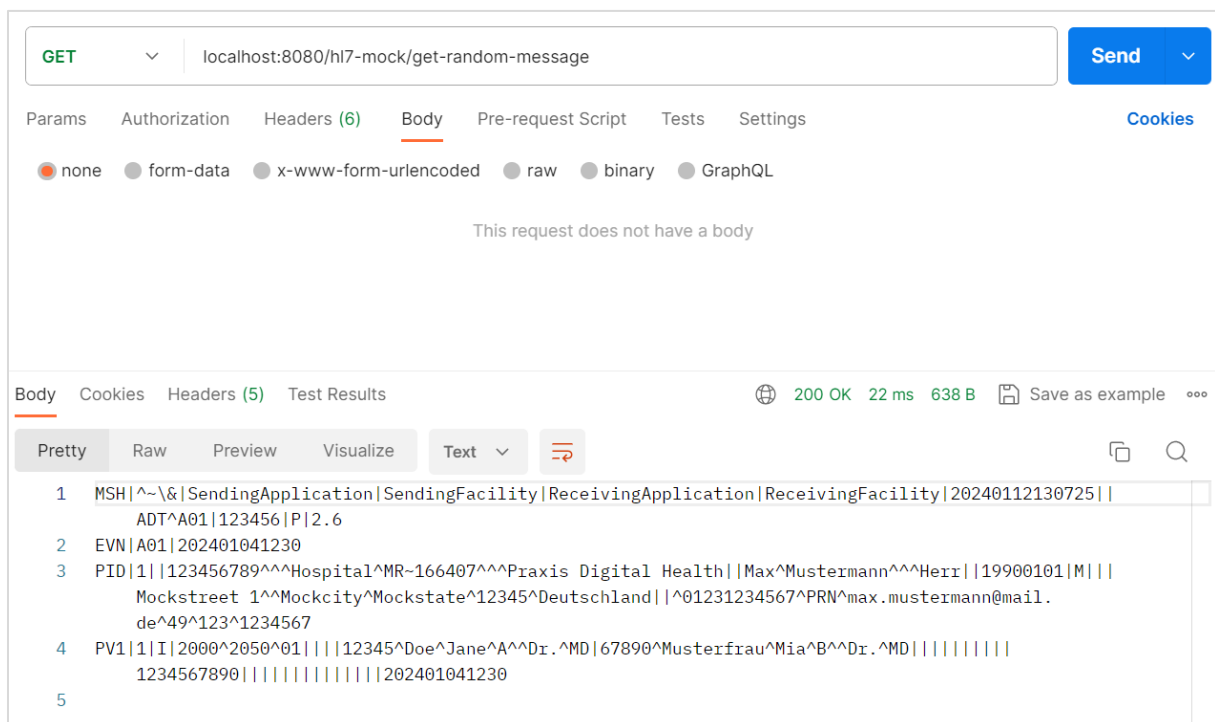 GET localhost:8080/hl7-mock/get-random-message Send
Params Authorization Headers (6) Body Pre-request Script Tests Settings Cookies
none form-data x-www-form-urlencoded raw binary GraphQL
This request does not have a body
Body Cookies Headers (5) Test Results 200 OK 22 ms 638 B Save as example
Pretty Raw Preview Visualize Text
1 MSH|^~\&|SendingApplication|SendingFacility|ReceivingApplication|ReceivingFacility|20240112130725||
ADT^A01|123456|P|2.6
2 EVN|A01|202401041230
3 PID|1||123456789^^^Hospital^MR~166407^^^Praxis Digital Health||Max^Mustermann^^^Herr||19900101|M|||
Mockstreet 1^^Mockcity^Mockstate^12345^Deutschland||^01231234567^PRN^max.mustermann@mail.
de^49^123^1234567
4 PV1|1|I|2000^2050^01||||12345^Doe^Jane^A^^Dr.^MD|67890^Musterfrau^Mia^B^^Dr.^MD||||||||||
1234567890||||||||||||||202401041230
5